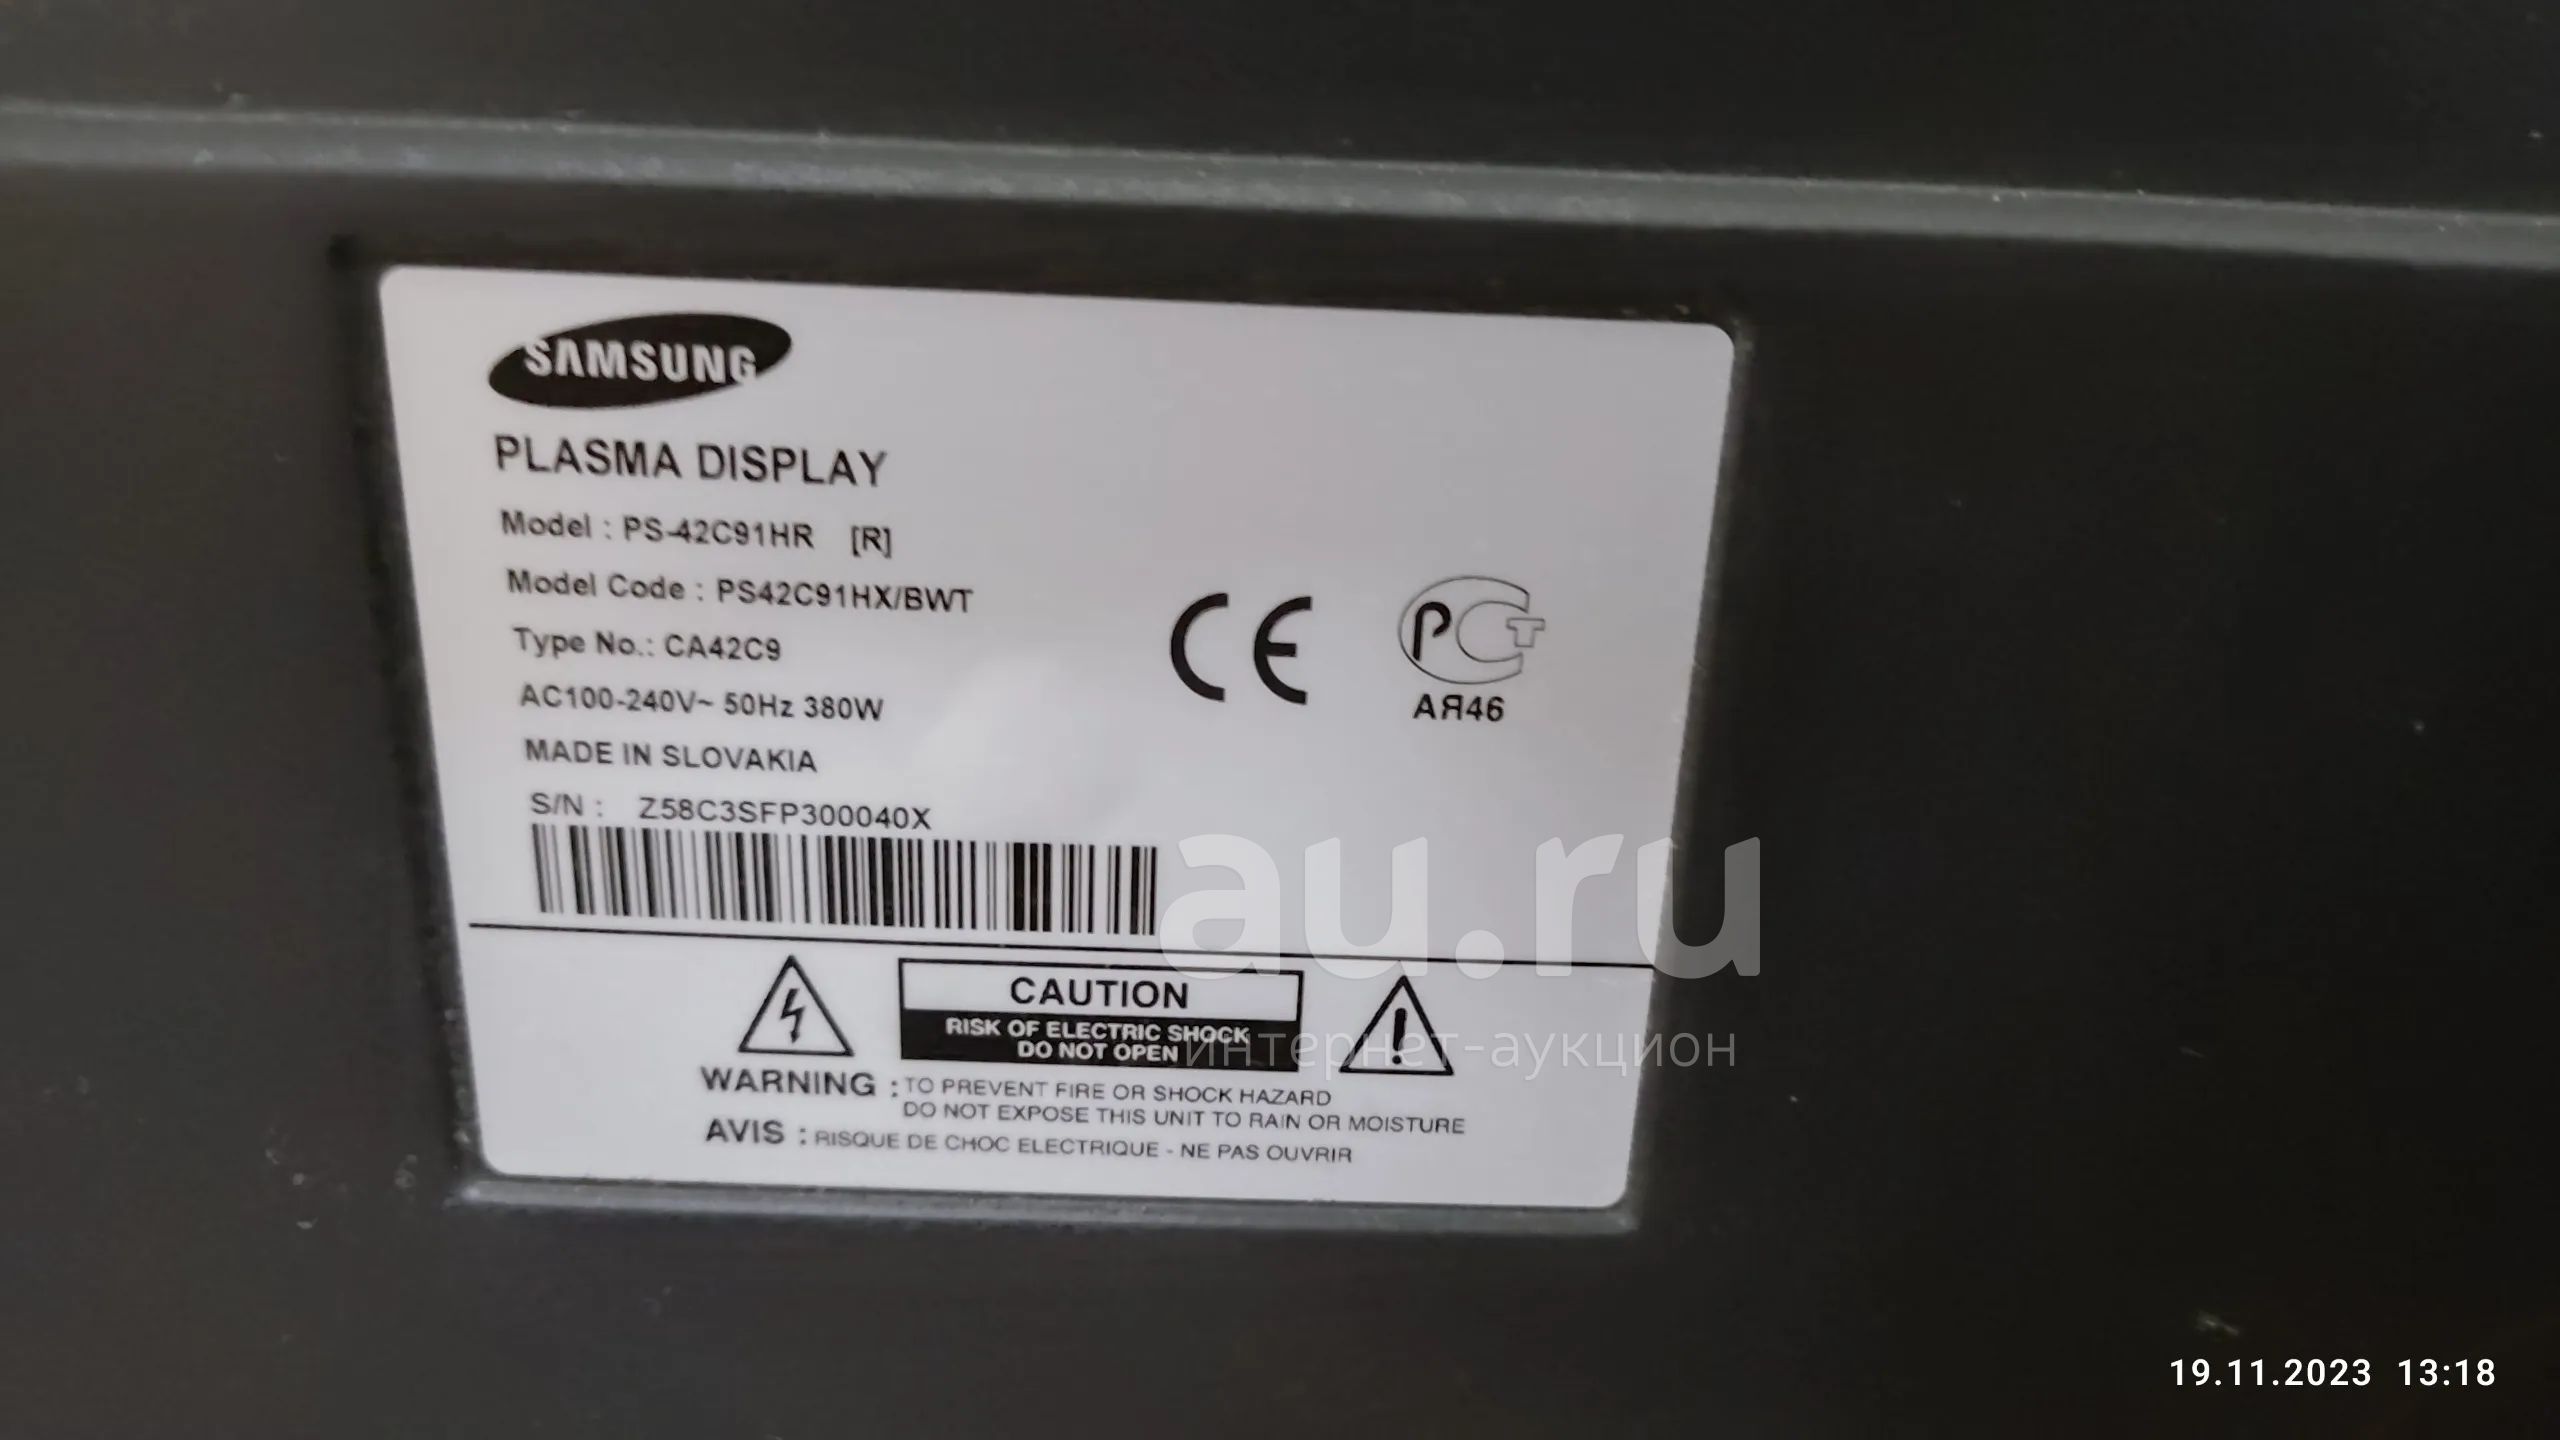 SAMSUNG
PLASMA DISPLAY
Model : PS-42C91HR [R]
Model Code : PS42C91HX/BWT
Type No.: CA42C9
AC100-240V~ 50Hz 380W
MADE IN SLOVAKIA
S/N : Z58C3SFP300040X
CE
РСТ
АЯ46
au.ru
интернет-аукцион
CAUTION
RISK OF ELECTRIC SHOCK
DO NOT OPEN
WARNING : TO PREVENT FIRE OR SHOCK HAZARD
DO NOT EXPOSE THIS UNIT TO RAIN OR MOISTURE
AVIS : RISQUE DE CHOC ELECTRIQUE - NE PAS OUVRIR
19.11.2023 13:18